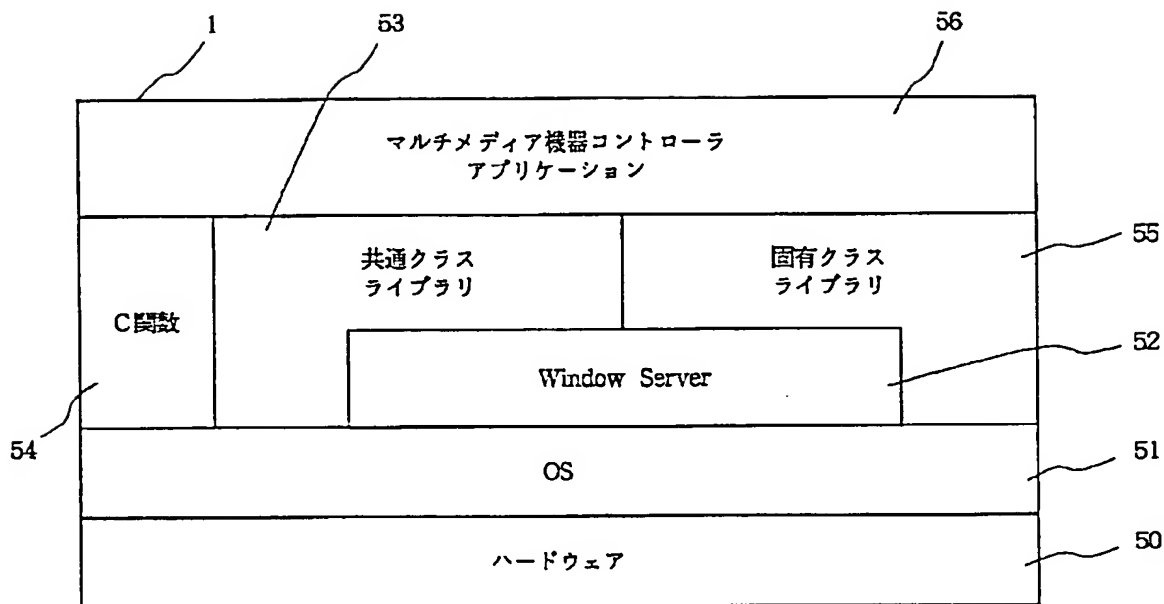 1
53
56
マルチメディア機器コントローラ
アプリケーション
共通クラス
ライブラリ
固有クラス
ライブラリ
55
C関数
Window Server
52
54
OS
51
ハードウェア
50